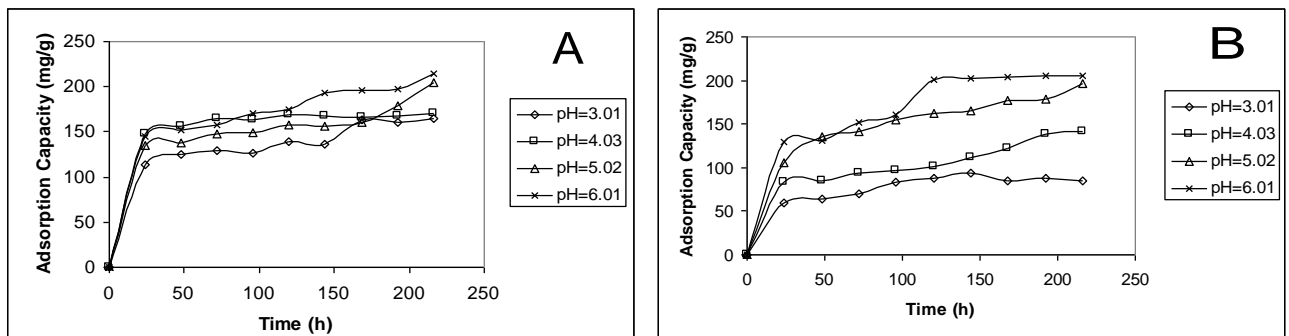 A
Adsorption Capacity (mg/g)
250
200
150
100
50
0
0 50 100 150 200 250
Time (h)
pH=3.01
pH=4.03
pH=5.02
pH=6.01
B
Adsorption Capacity (mg/g)
250
200
150
100
50
0
0 50 100 150 200 250
Time (h)
pH=3.01
pH=4.03
pH=5.02
pH=6.01